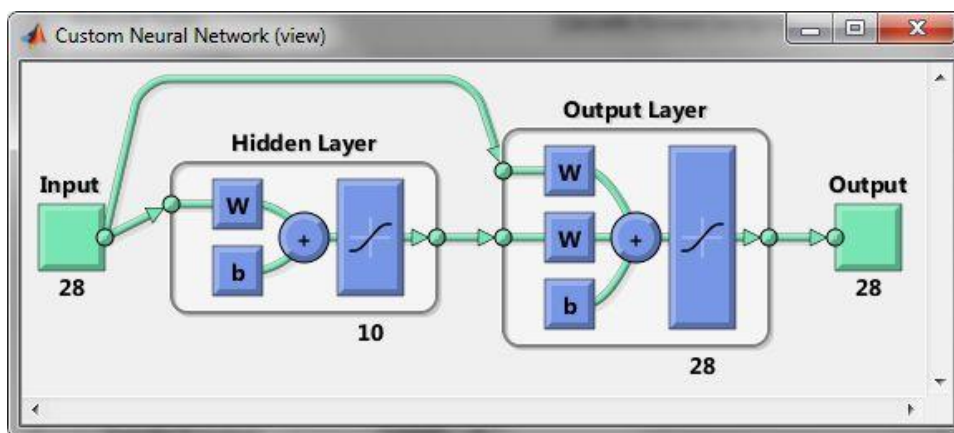 Custom Neural Network (view)
Output Layer
Hidden Layer
Input
W
W
Output
W
+
+
b
b
28
10
28
28